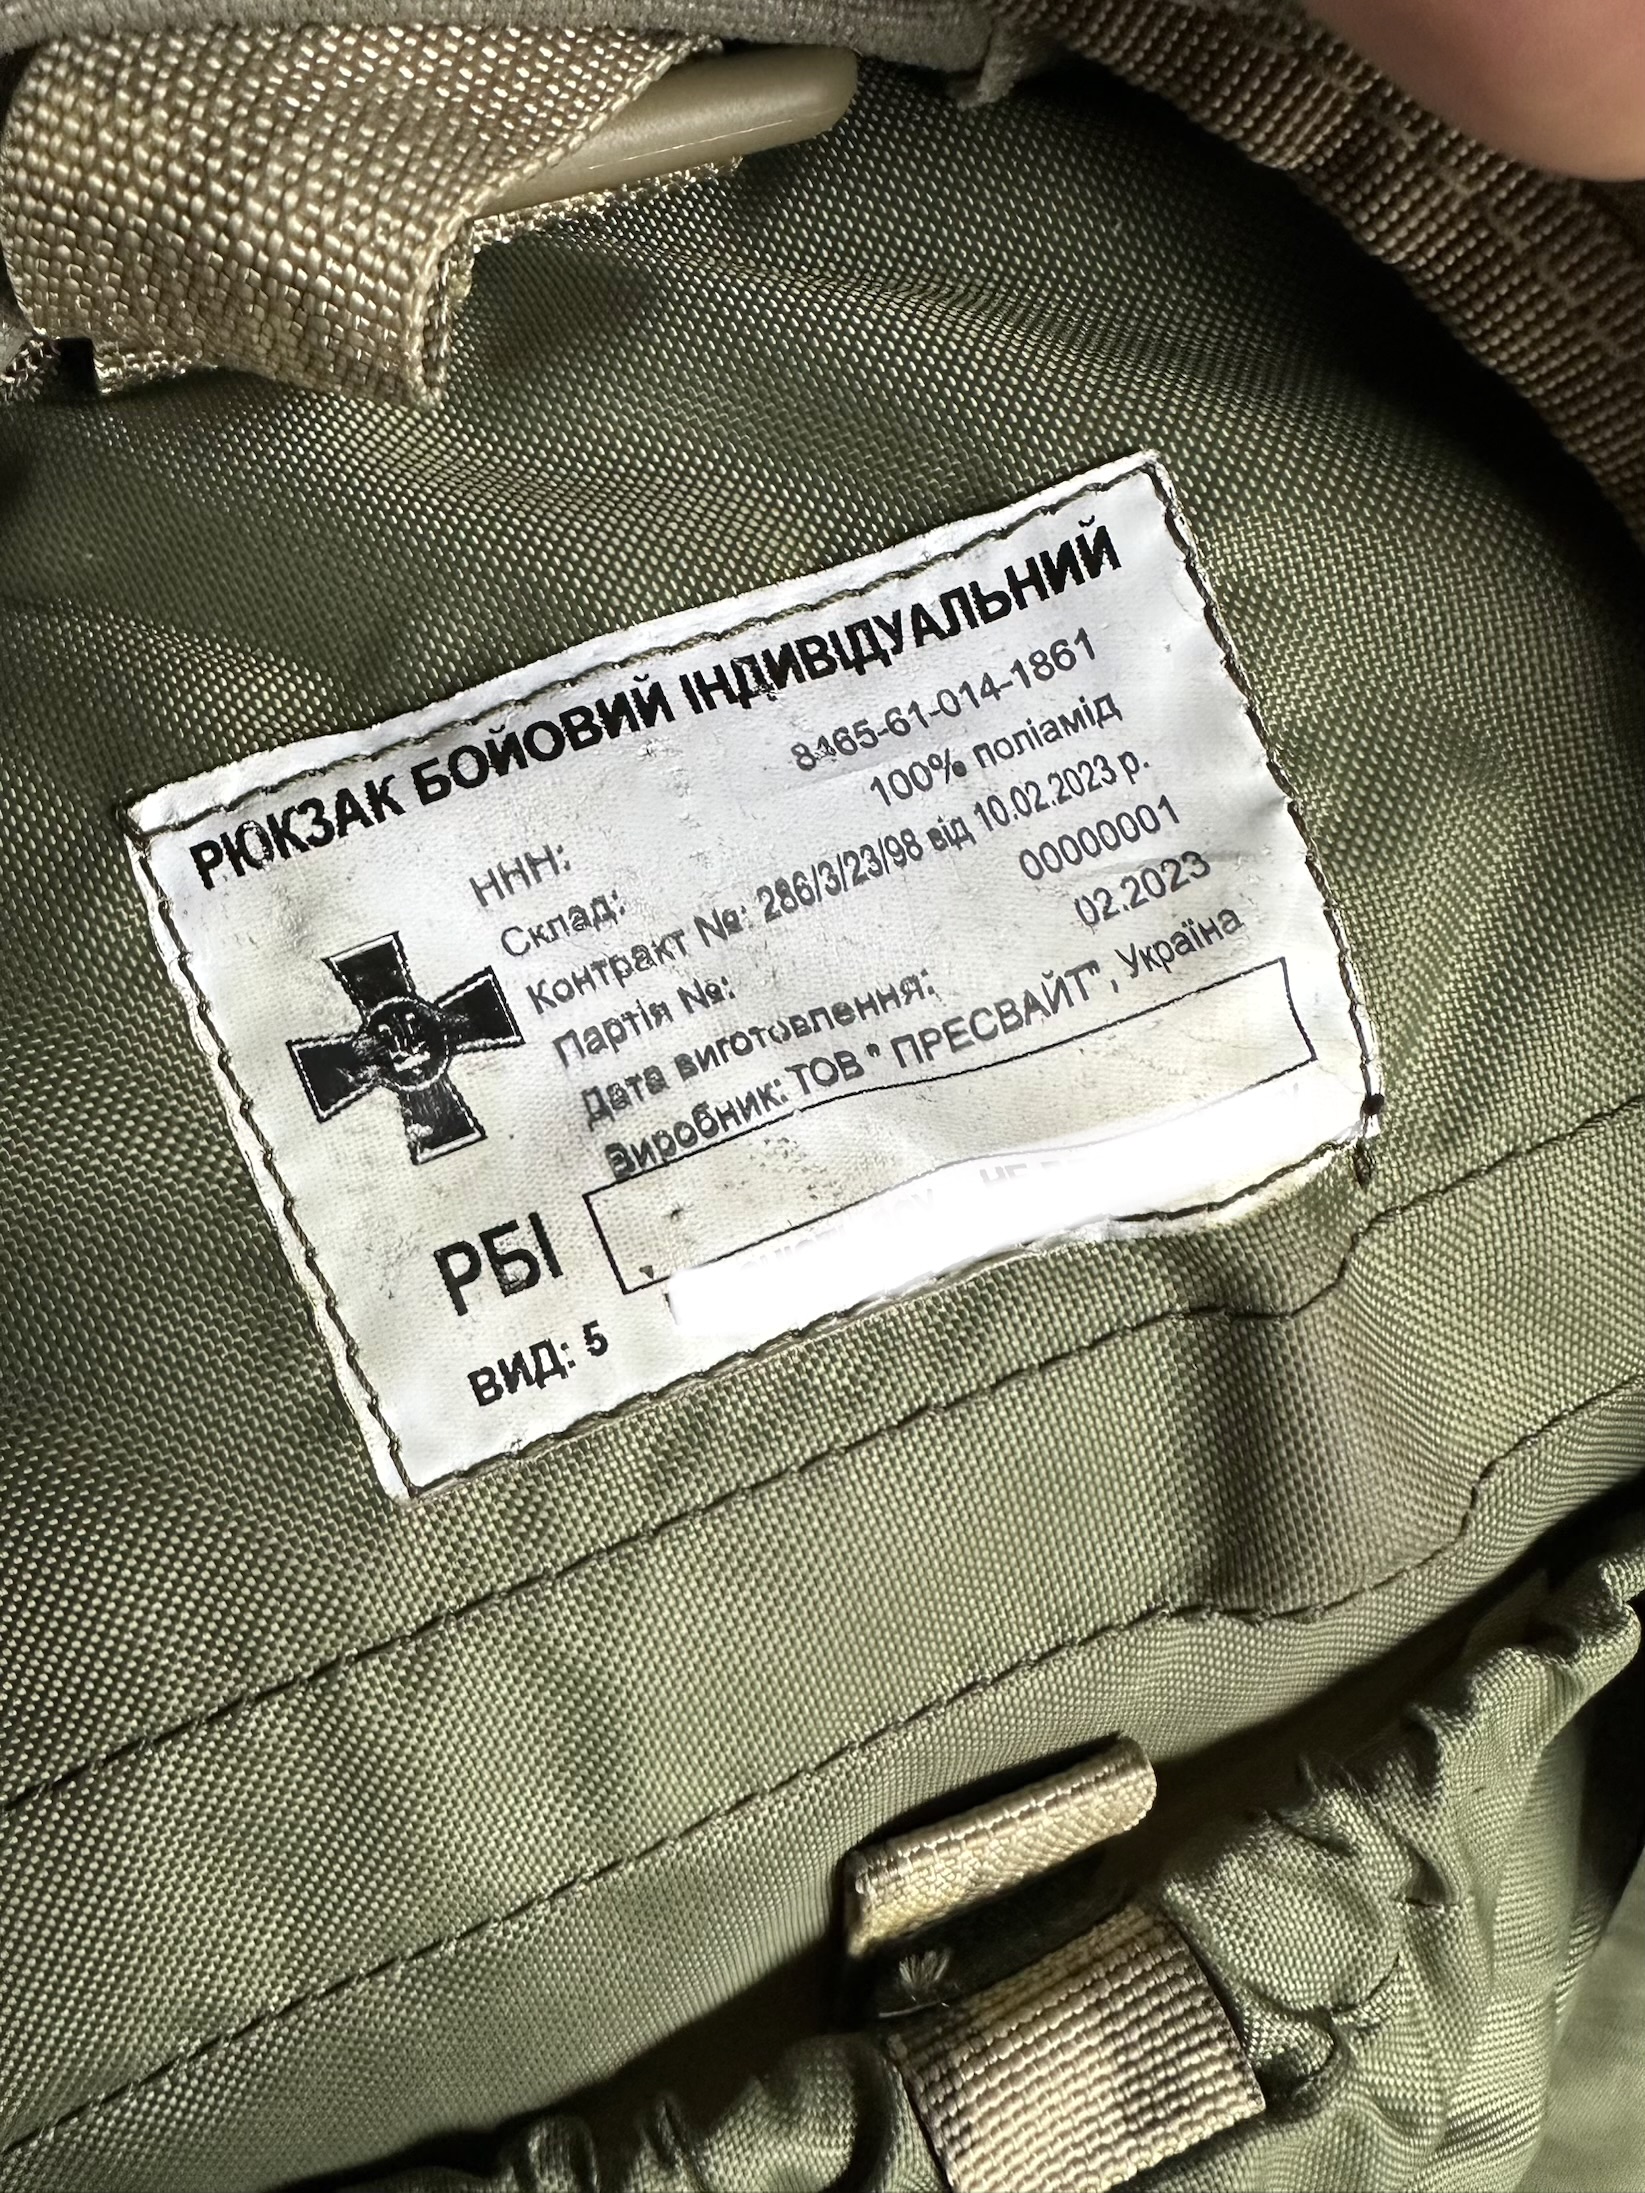 РЮКЗАК БОЙОВИЙ ІНДИВІДУАЛЬНИЙ
ННН: 8465-61-014-1861
Склад: 100% поліамід
Контракт №: 286/3/23/98 від 10.02.2023 р.
Партія №: 00000001
Дата виготовлення: 02.2023
Виробник: ТОВ " ПРЕСВАЙТ", Україна
РБІ
ВИД: 5